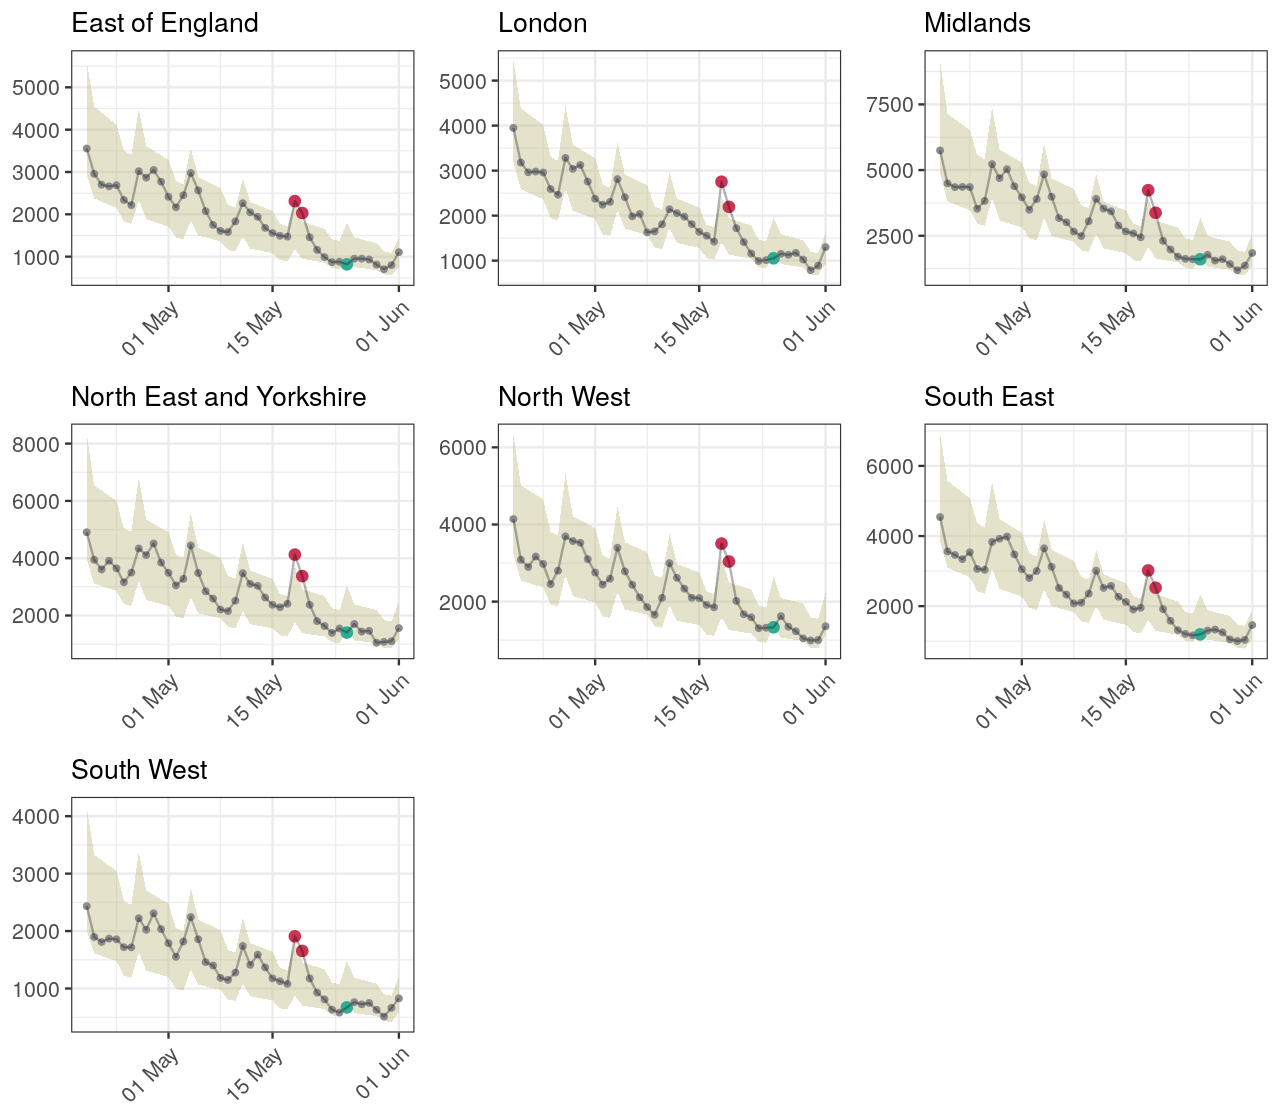 East of England London Midlands
5000 5000 7500
4000 4000
3000 3000 5000
2000 2000 2500
1000 1000
01 May 15 May 01 Jun 01 May 15 May 01 Jun 01 May 15 May 01 Jun
North East and Yorkshire North West South East
8000 6000 6000
6000 4000 4000
4000 2000 2000
2000
01 May 15 May 01 Jun 01 May 15 May 01 Jun 01 May 15 May 01 Jun
South West
4000
3000
2000
1000
01 May 15 May 01 Jun